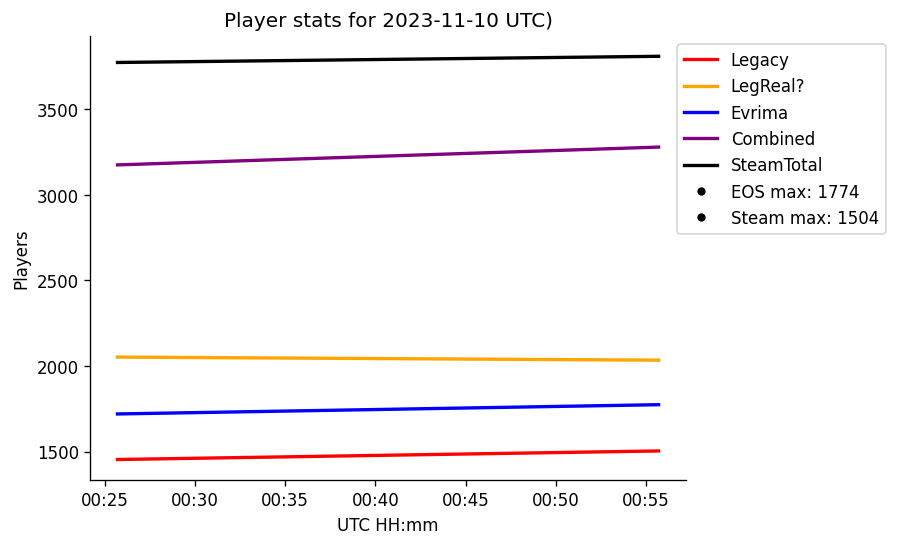 Player stats for 2023-11-10 UTC)
Legacy
LegReal?
Evrima
Combined
SteamTotal
EOS max: 1774
Steam max: 1504
Players
3500
3000
2500
2000
1500
00:25 00:30 00:35 00:40 00:45 00:50 00:55
UTC HH:mm